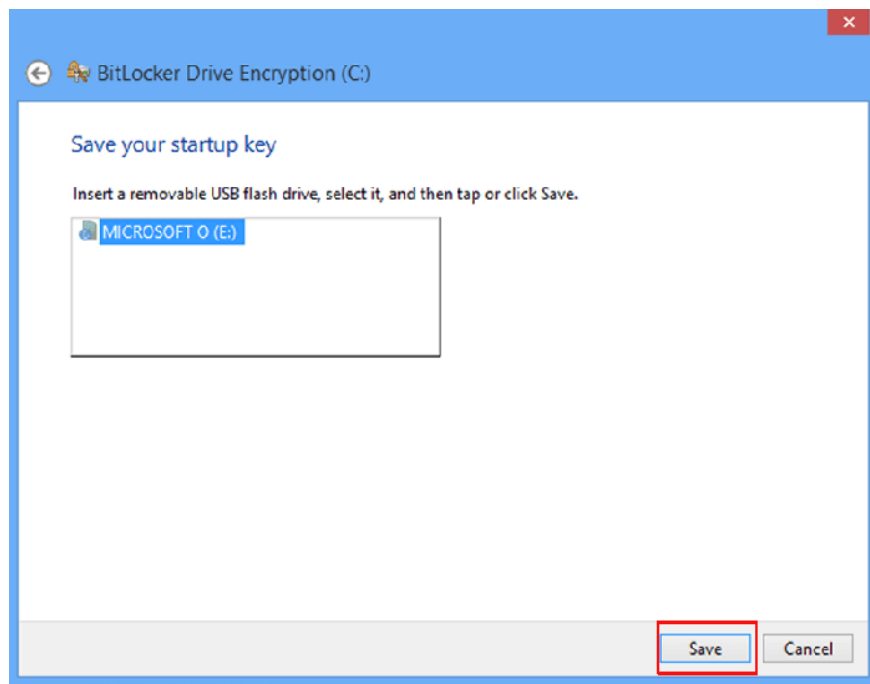 BitLocker Drive Encryption (C:)
Save your startup key
Insert a removable USB flash drive, select it, and then tap or click Save.
MICROSOFT O (E:)
Save
Cancel